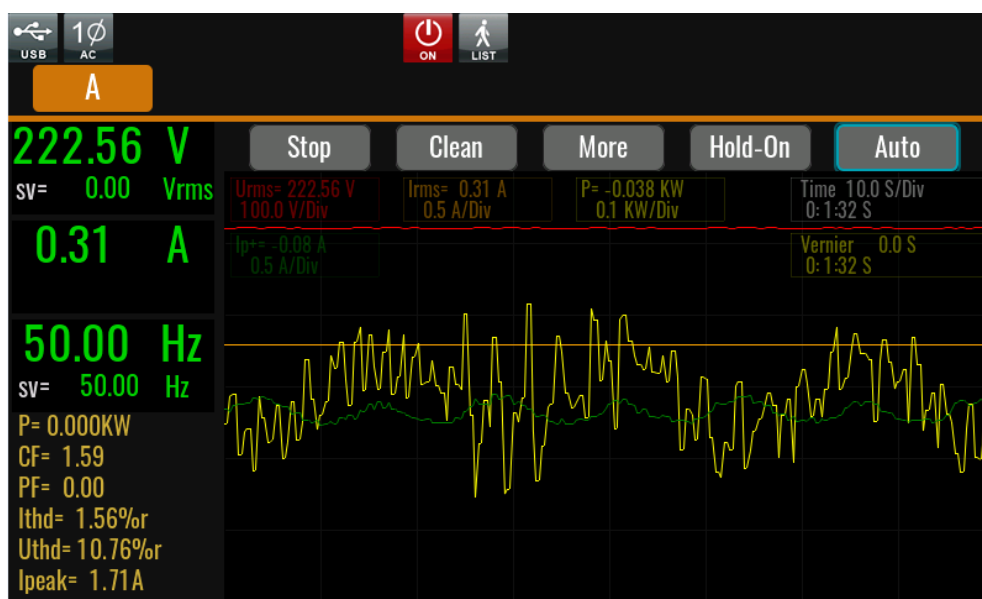 USB
1Ø
AC
ON
LIST
A
222.56 V
sv= 0.00 Vrms
0.31 A
50.00 Hz
sv= 50.00 Hz
P= 0.000KW
CF= 1.59
PF= 0.00
Ithd= 1.56%r
Uthd= 10.76%r
Ipeak= 1.71A
Stop
Clean
More
Hold-On
Auto
Urms= 222.56 V
100.0 V/Div
Irms= 0.31 A
0.5 A/Div
P= -0.038 KW
0.1 KW/Div
Time 10.0 S/Div
0: 1:32 S
Ip+= -0.08 A
0.5 A/Div
Vernier 0.0 S
0: 1:32 S